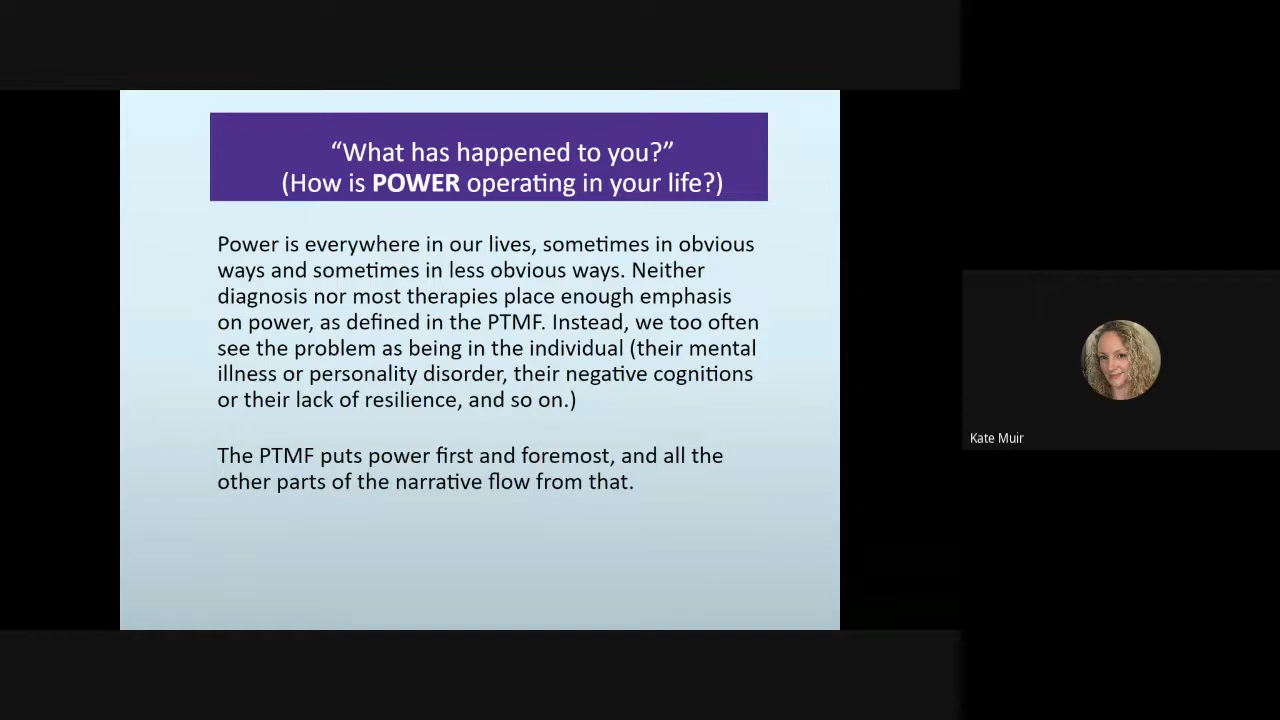 “What has happened to you?”
(How is POWER operating in your life?)
Power is everywhere in our lives, sometimes in obvious
ways and sometimes in less obvious ways. Neither
diagnosis nor most therapies place enough emphasis
on power, as defined in the PTMF. Instead, we too often
see the problem as being in the individual (their mental
illness or personality disorder, their negative cognitions
or their lack of resilience, and so on.)
The PTMF puts power first and foremost, and all the
other parts of the narrative flow from that.
Kate Muir